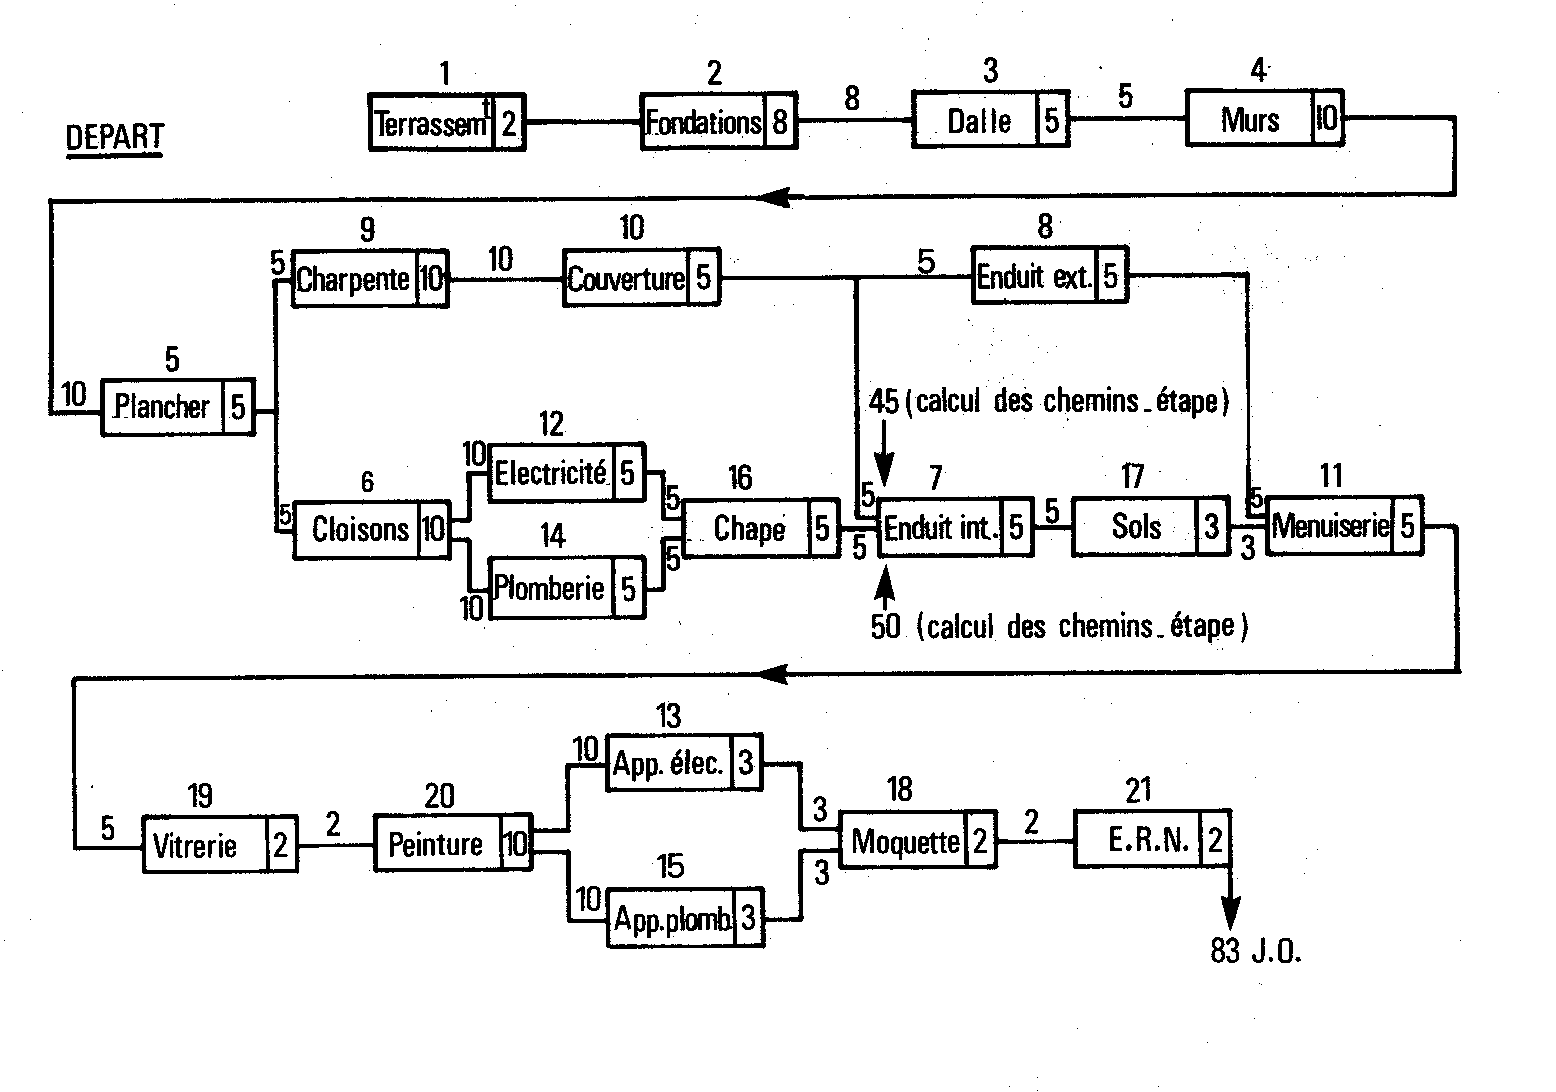 1 2 3 4
DEPART Terrassem^t 2 Fondations 8 8 Dalle 5 5 Murs 10
9 10 8
5 Charpente 10 10 Couverture 5 5 Enduit ext. 5
5
10 Plancher 5
45 (calcul des chemins_étape)
12
10 Electricité 5
6 16 7 17 11
5 Cloisons 10 5 Chape 5 5 Enduit int. 5 5 Sols 3 5 Menuiserie 5
14 5 5 3
10 Plomberie 5
50 (calcul des chemins_étape)
13
10 App. élec. 3
19 20 18 21
5 Vitrerie 2 2 Peinture 10 3 Moquette 2 2 E.R.N. 2
15 3
10 App.plomb. 3
83 J.O.